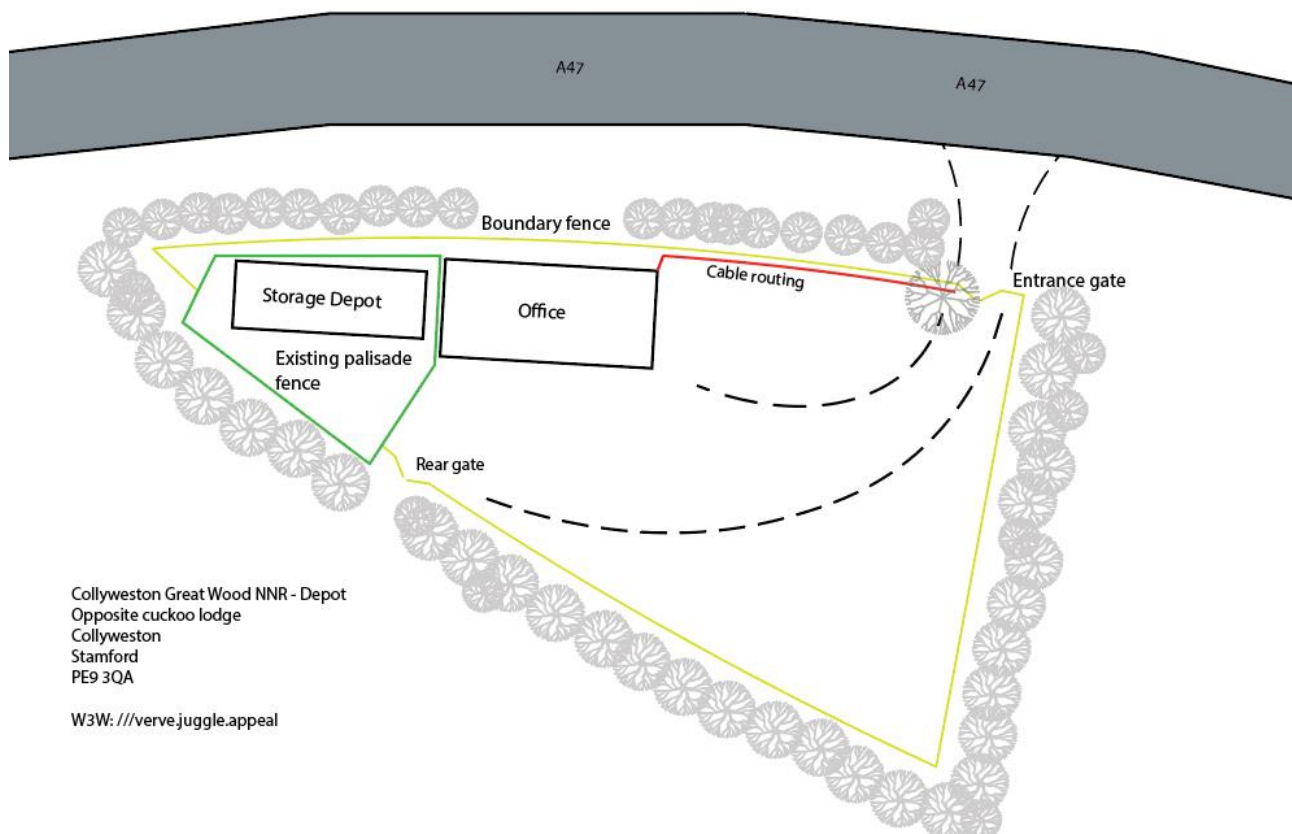 A47
A47
Boundary fence
Cable routing
Entrance gate
Storage Depot
Office
Existing palisade
fence
Rear gate
Collyweston Great Wood NNR - Depot
Opposite cuckoo lodge
Collyweston
Stamford
PE9 3QA
W3W: ///verve.juggle.appeal